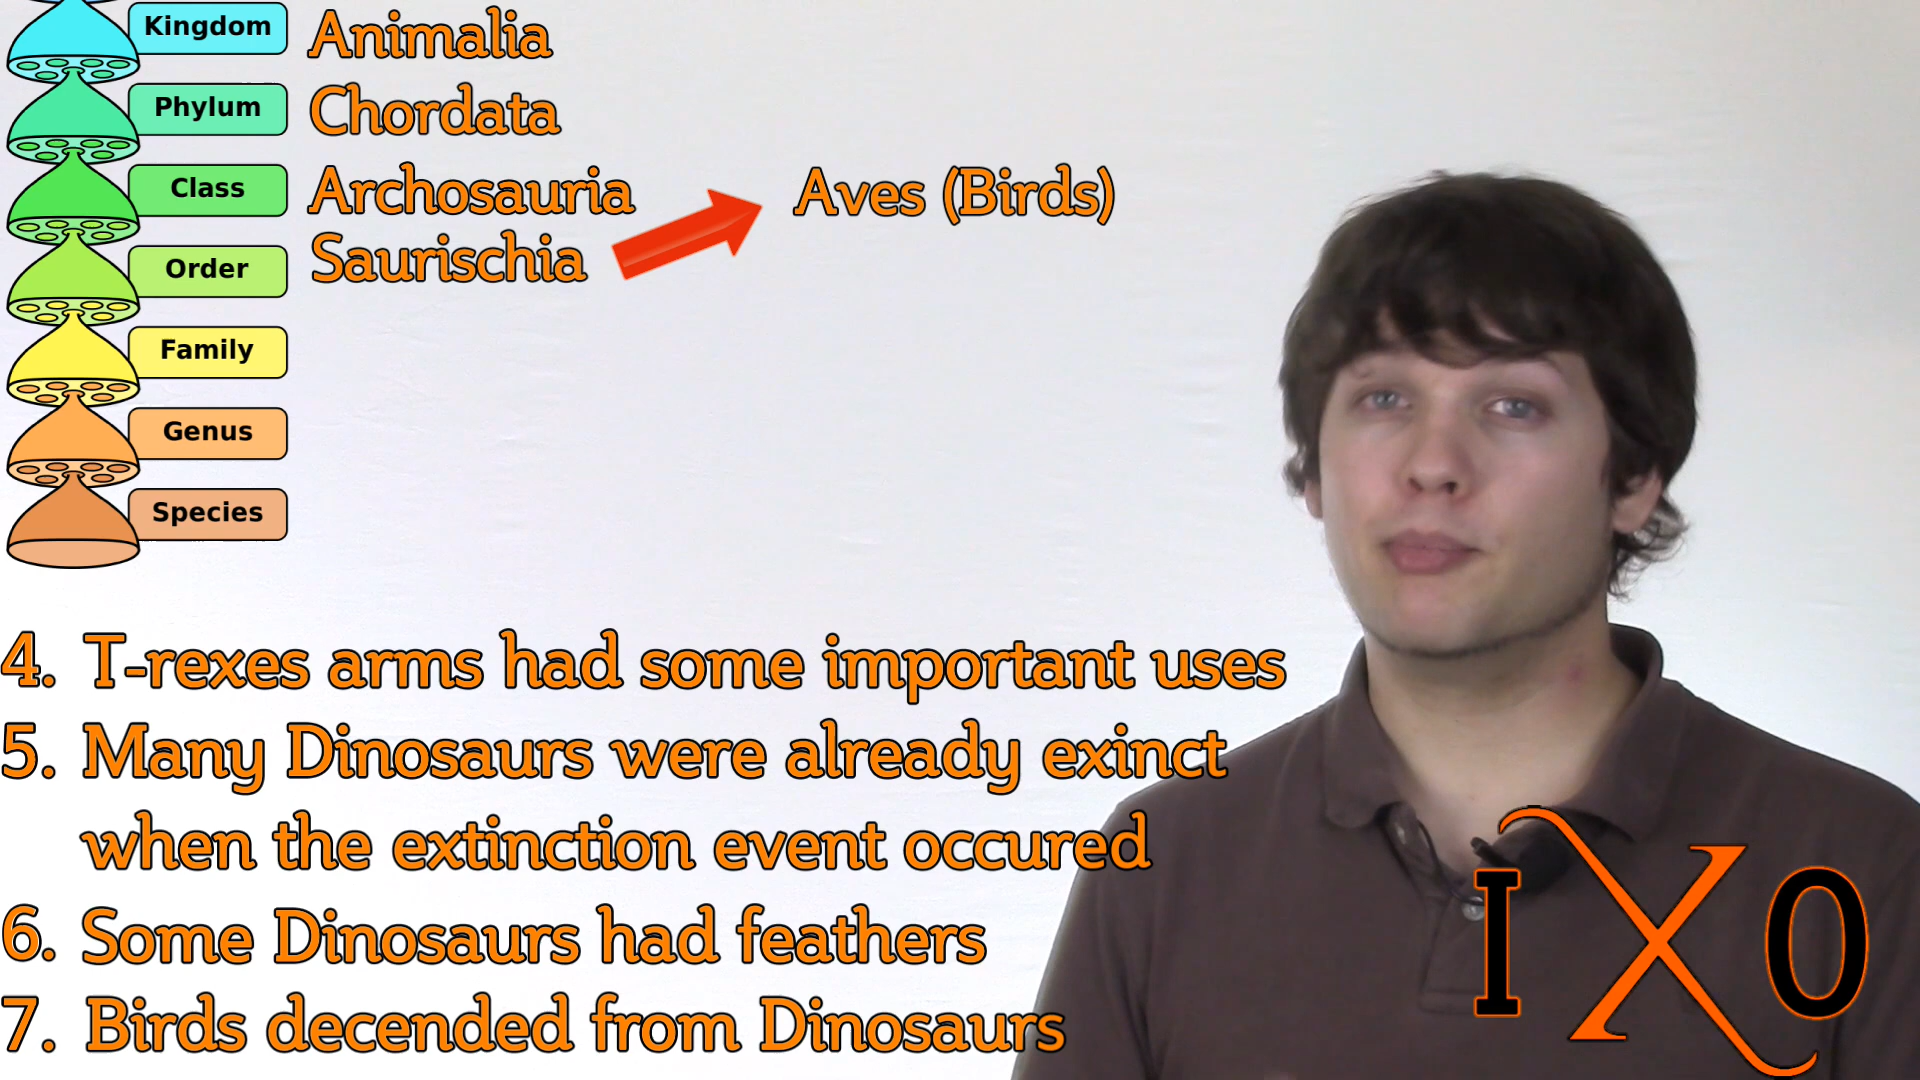 Kingdom Animalia
Phylum Chordata
Class Archosauria Aves (Birds)
Order Saurischia
Family
Genus
Species
4. T-rexes arms had some important uses
5. Many Dinosaurs were already exinct
when the extinction event occured
6. Some Dinosaurs had feathers
7. Birds decended from Dinosaurs
IX0